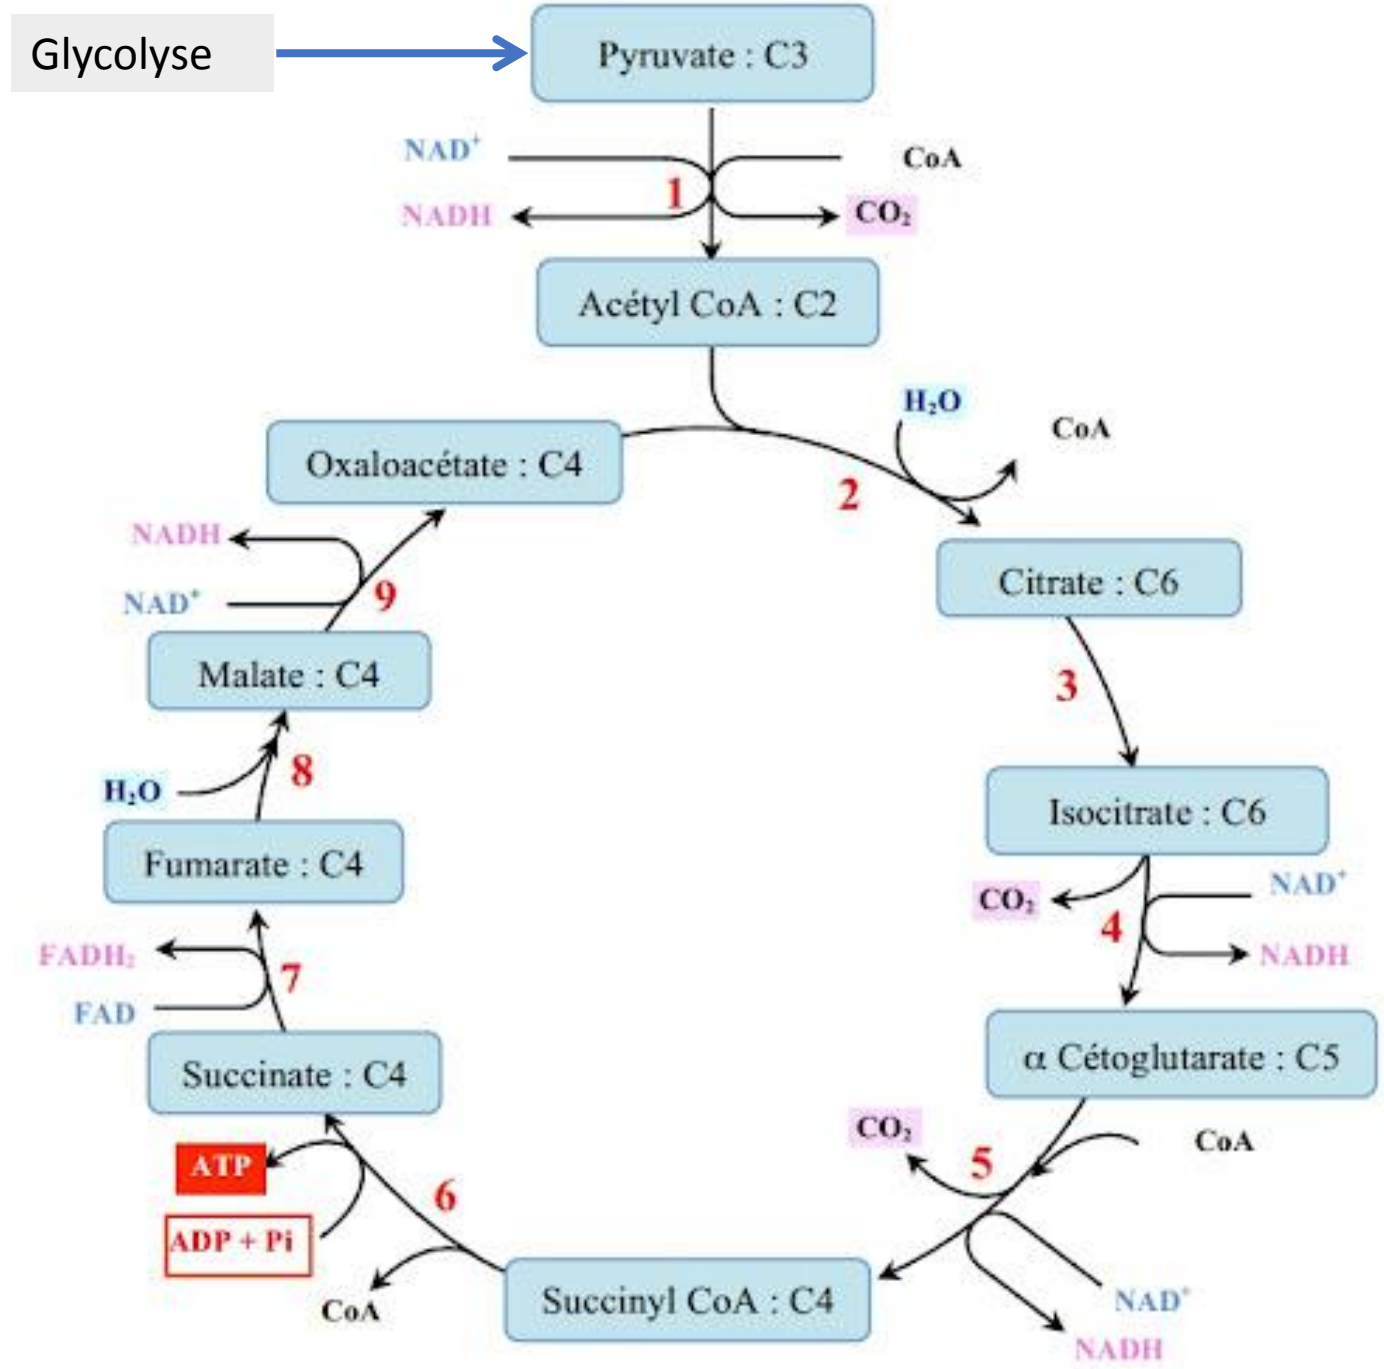 Glycolyse
Pyruvate : C3
NAD⁺
CoA
1
NADH
CO₂
Acétyl CoA : C2
H₂O
CoA
Oxaloacétate : C4
2
NADH
Citrate : C6
NAD⁺
9
Malate : C4
3
8
H₂O
Isocitrate : C6
Fumarate : C4
CO₂
NAD⁺
4
FADH₂
NADH
7
FAD
α Cétoglutarate : C5
Succinate : C4
CO₂
CoA
5
ATP
6
ADP + Pi
Succinyl CoA : C4
CoA
NAD⁺
NADH